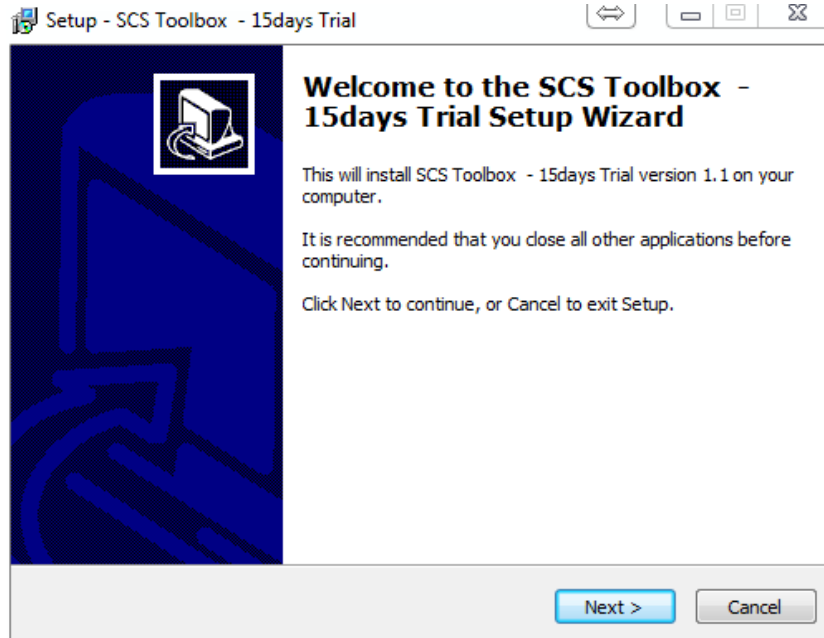 Setup - SCS Toolbox  - 15days Trial
Welcome to the SCS Toolbox  -
15days Trial Setup Wizard
This will install SCS Toolbox  - 15days Trial version 1.1 on your
computer.
It is recommended that you close all other applications before
continuing.
Click Next to continue, or Cancel to exit Setup.
Next >
Cancel